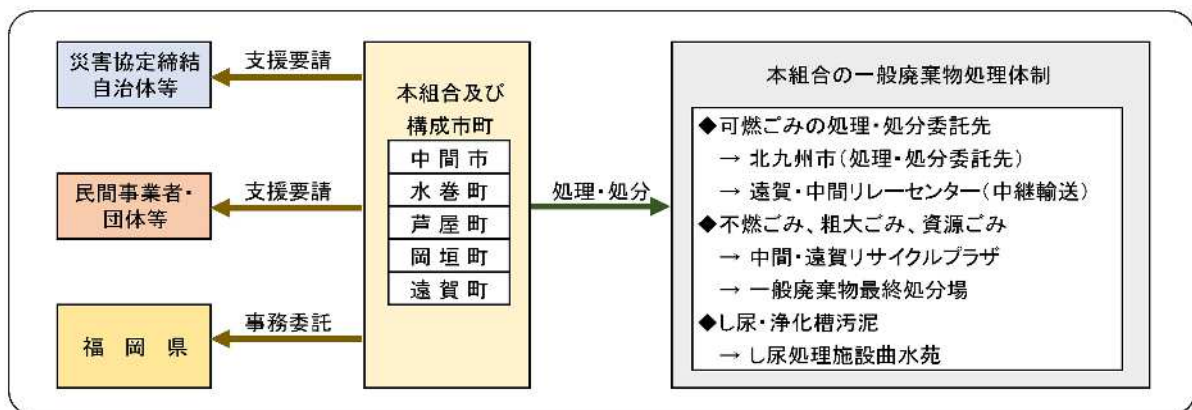 災害協定締結
自治体等
支援要請
民間事業者・
団体等
支援要請
福岡県
事務委託
本組合及び
構成市町
中間市
水巻町
芦屋町
岡垣町
遠賀町
処理・処分
本組合の一般廃棄物処理体制
◆可燃ごみの処理・処分委託先
→ 北九州市(処理・処分委託先)
→ 遠賀・中間リレーセンター(中継輸送)
◆不燃ごみ、粗大ごみ、資源ごみ
→ 中間・遠賀リサイクルプラザ
→ 一般廃棄物最終処分場
◆し尿・浄化槽汚泥
→ し尿処理施設曲水苑